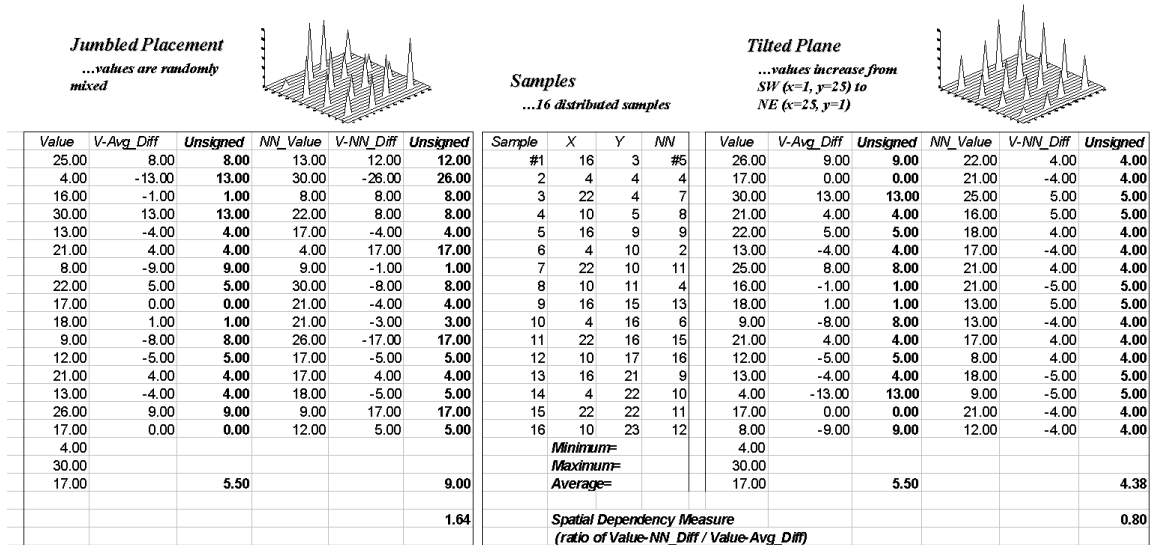 Jumbled Placement
...values are randomly
mixed
Samples
...16 distributed samples
Tilted Plane
...values increase from
SW (x=1, y=25) to
NE (x=25, y=1)
Value V-Avg_Diff Unsigned NN_Value V-NN_Diff Unsigned Sample X Y NN Value V-Avg_Diff Unsigned NN_Value V-NN_Diff Unsigned
25.00 8.00 8.00 13.00 12.00 12.00 #1 16 3 #5 26.00 9.00 9.00 22.00 4.00 4.00
4.00 -13.00 13.00 30.00 -26.00 26.00 2 4 4 4 17.00 0.00 0.00 21.00 -4.00 4.00
16.00 -1.00 1.00 8.00 8.00 8.00 3 22 4 7 30.00 13.00 13.00 25.00 5.00 5.00
30.00 13.00 13.00 22.00 8.00 8.00 4 10 5 8 21.00 4.00 4.00 16.00 5.00 5.00
13.00 -4.00 4.00 17.00 -4.00 4.00 5 16 9 9 22.00 5.00 5.00 18.00 4.00 4.00
21.00 4.00 4.00 4.00 17.00 17.00 6 4 10 2 13.00 -4.00 4.00 17.00 -4.00 4.00
8.00 -9.00 9.00 9.00 -1.00 1.00 7 22 10 11 25.00 8.00 8.00 21.00 4.00 4.00
22.00 5.00 5.00 30.00 -8.00 8.00 8 10 11 4 16.00 -1.00 1.00 21.00 -5.00 5.00
17.00 0.00 0.00 21.00 -4.00 4.00 9 16 15 13 18.00 1.00 1.00 13.00 5.00 5.00
18.00 1.00 1.00 21.00 -3.00 3.00 10 4 16 6 9.00 -8.00 8.00 13.00 -4.00 4.00
9.00 -8.00 8.00 26.00 -17.00 17.00 11 22 16 15 21.00 4.00 4.00 17.00 4.00 4.00
12.00 -5.00 5.00 17.00 -5.00 5.00 12 10 17 16 12.00 -5.00 5.00 8.00 4.00 4.00
21.00 4.00 4.00 17.00 4.00 4.00 13 16 21 9 13.00 -4.00 4.00 18.00 -5.00 5.00
13.00 -4.00 4.00 18.00 -5.00 5.00 14 4 22 10 4.00 -13.00 13.00 9.00 -5.00 5.00
26.00 9.00 9.00 9.00 17.00 17.00 15 22 22 11 17.00 0.00 0.00 21.00 -4.00 4.00
17.00 0.00 0.00 12.00 5.00 5.00 16 10 23 12 8.00 -9.00 9.00 12.00 -4.00 4.00
4.00 Minimum= 4.00
30.00 Maximum= 30.00
17.00 5.50 9.00 Average= 17.00 5.50 4.38
1.64 Spatial Dependency Measure 0.80
(ratio of Value-NN_Diff / Value-Avg_Diff)